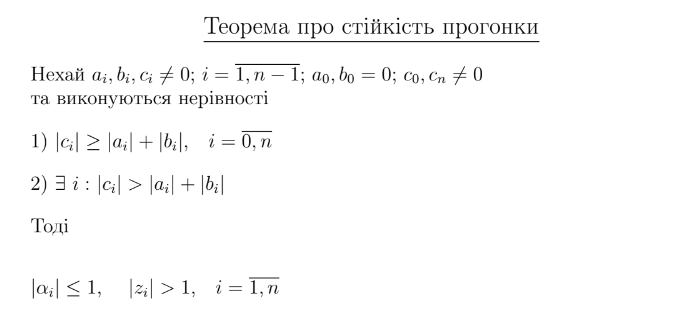 Теорема про стійкість прогонки
Нехай $a_i, b_i, c_i \neq 0$; $i = \overline{1, n-1}$; $a_0, b_0 = 0$; $c_0, c_n \neq 0$
та виконуються нерівності
1) $|c_i| \geq |a_i| + |b_i|, \quad i = \overline{0, n}$
2) $\exists \, i : |c_i| > |a_i| + |b_i|$
Тоді
$|\alpha_i| \leq 1, \quad |z_i| > 1, \quad i = \overline{1, n}$